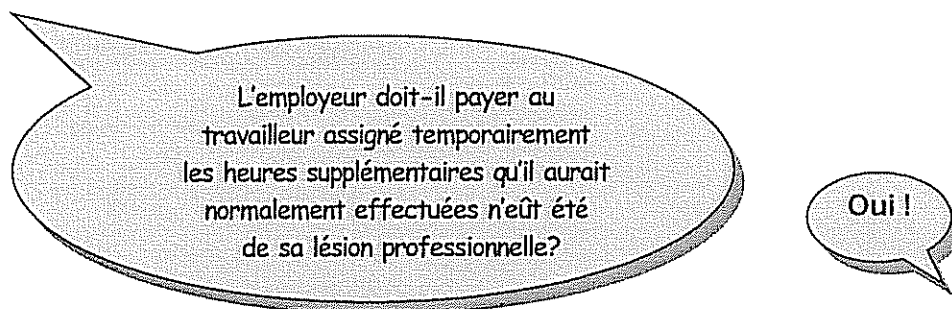 L'employeur doit-il payer au
travailleur assigné temporairement
les heures supplémentaires qu'il aurait
normalement effectuées n'eût été
de sa lésion professionnelle?
Oui !